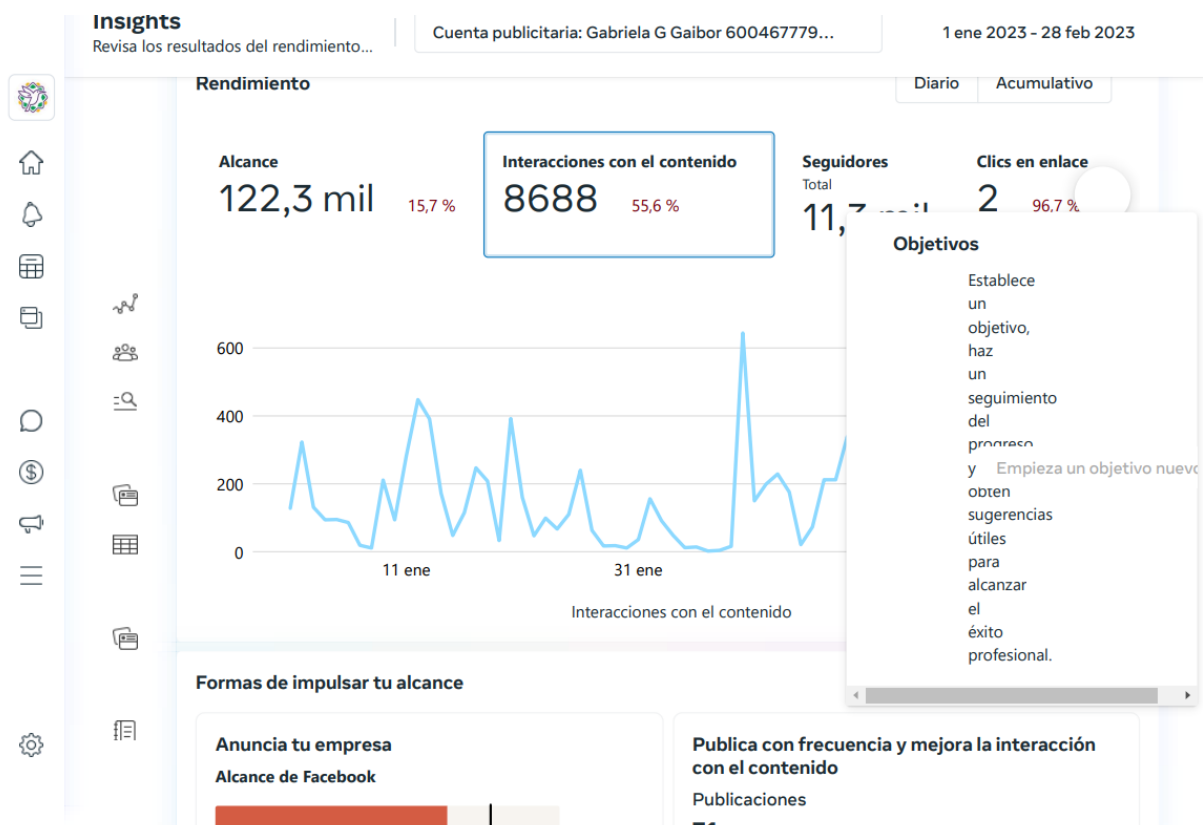 Insights
Revisa los resultados del rendimiento...
Cuenta publicitaria: Gabriela G Gaibor 600467779...
1 ene 2023 - 28 feb 2023
Rendimiento
Diario
Acumulativo
Alcance
122,3 mil 15,7 %
Interacciones con el contenido
8688 55,6 %
Seguidores
Total
Clics en enlace
2 96,7 %
Objetivos
Establece
un
objetivo,
haz
un
seguimiento
del
progreso
y
Empieza un objetivo nuevo
obten
sugerencias
útiles
para
alcanzar
el
éxito
profesional.
600
400
200
0
11 ene
31 ene
Interacciones con el contenido
Formas de impulsar tu alcance
Anuncia tu empresa
Alcance de Facebook
Publica con frecuencia y mejora la interacción
con el contenido
Publicaciones